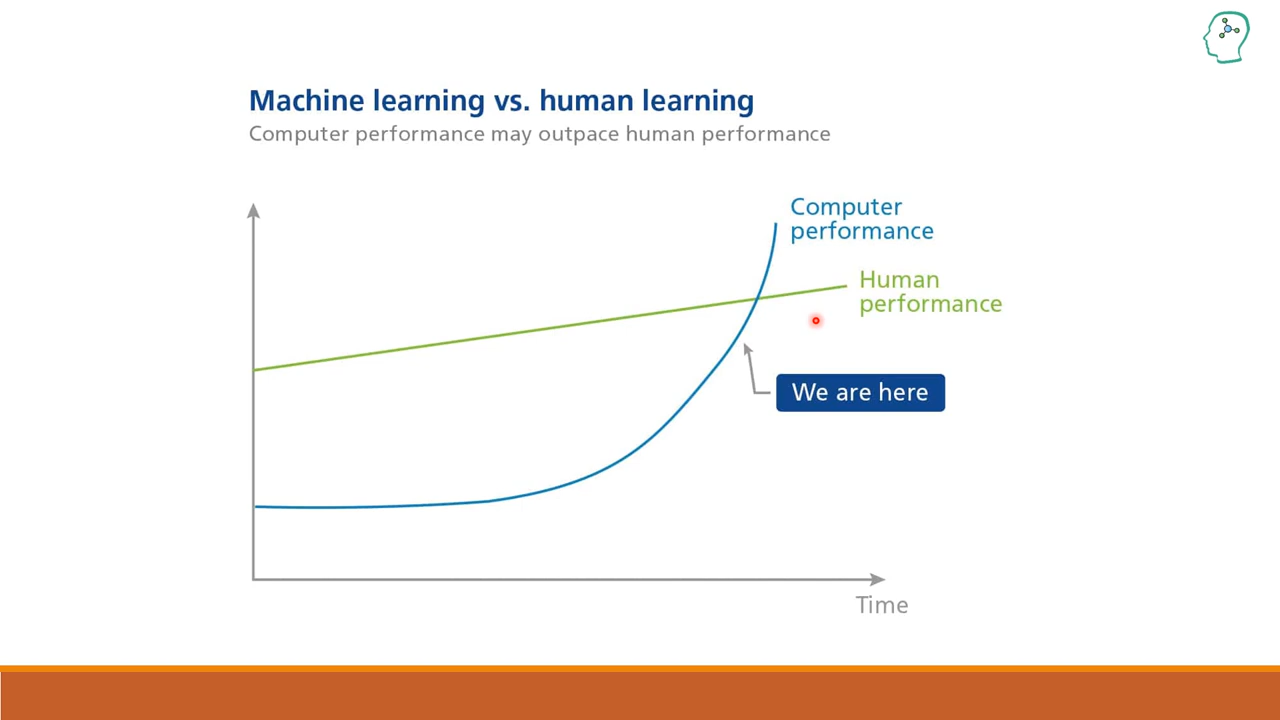 Machine learning vs. human learning
Computer performance may outpace human performance
Computer
performance
Human
performance
We are here
Time